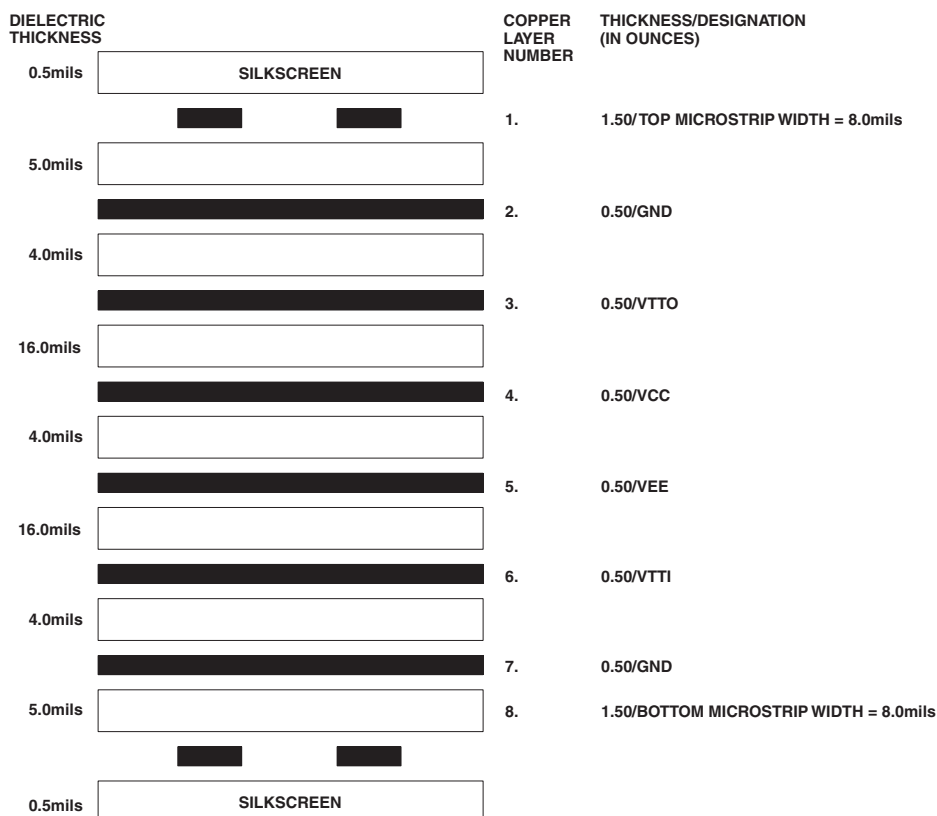 DIELECTRIC
THICKNESS
COPPER
LAYER
NUMBER
THICKNESS/DESIGNATION
(IN OUNCES)
0.5mils
SILKSCREEN
1.
1.50/TOP MICROSTRIP WIDTH = 8.0mils
5.0mils
2.
0.50/GND
4.0mils
3.
0.50/VTTO
16.0mils
4.
0.50/VCC
4.0mils
5.
0.50/VEE
16.0mils
6.
0.50/VTTI
4.0mils
7.
0.50/GND
5.0mils
8.
1.50/BOTTOM MICROSTRIP WIDTH = 8.0mils
0.5mils
SILKSCREEN